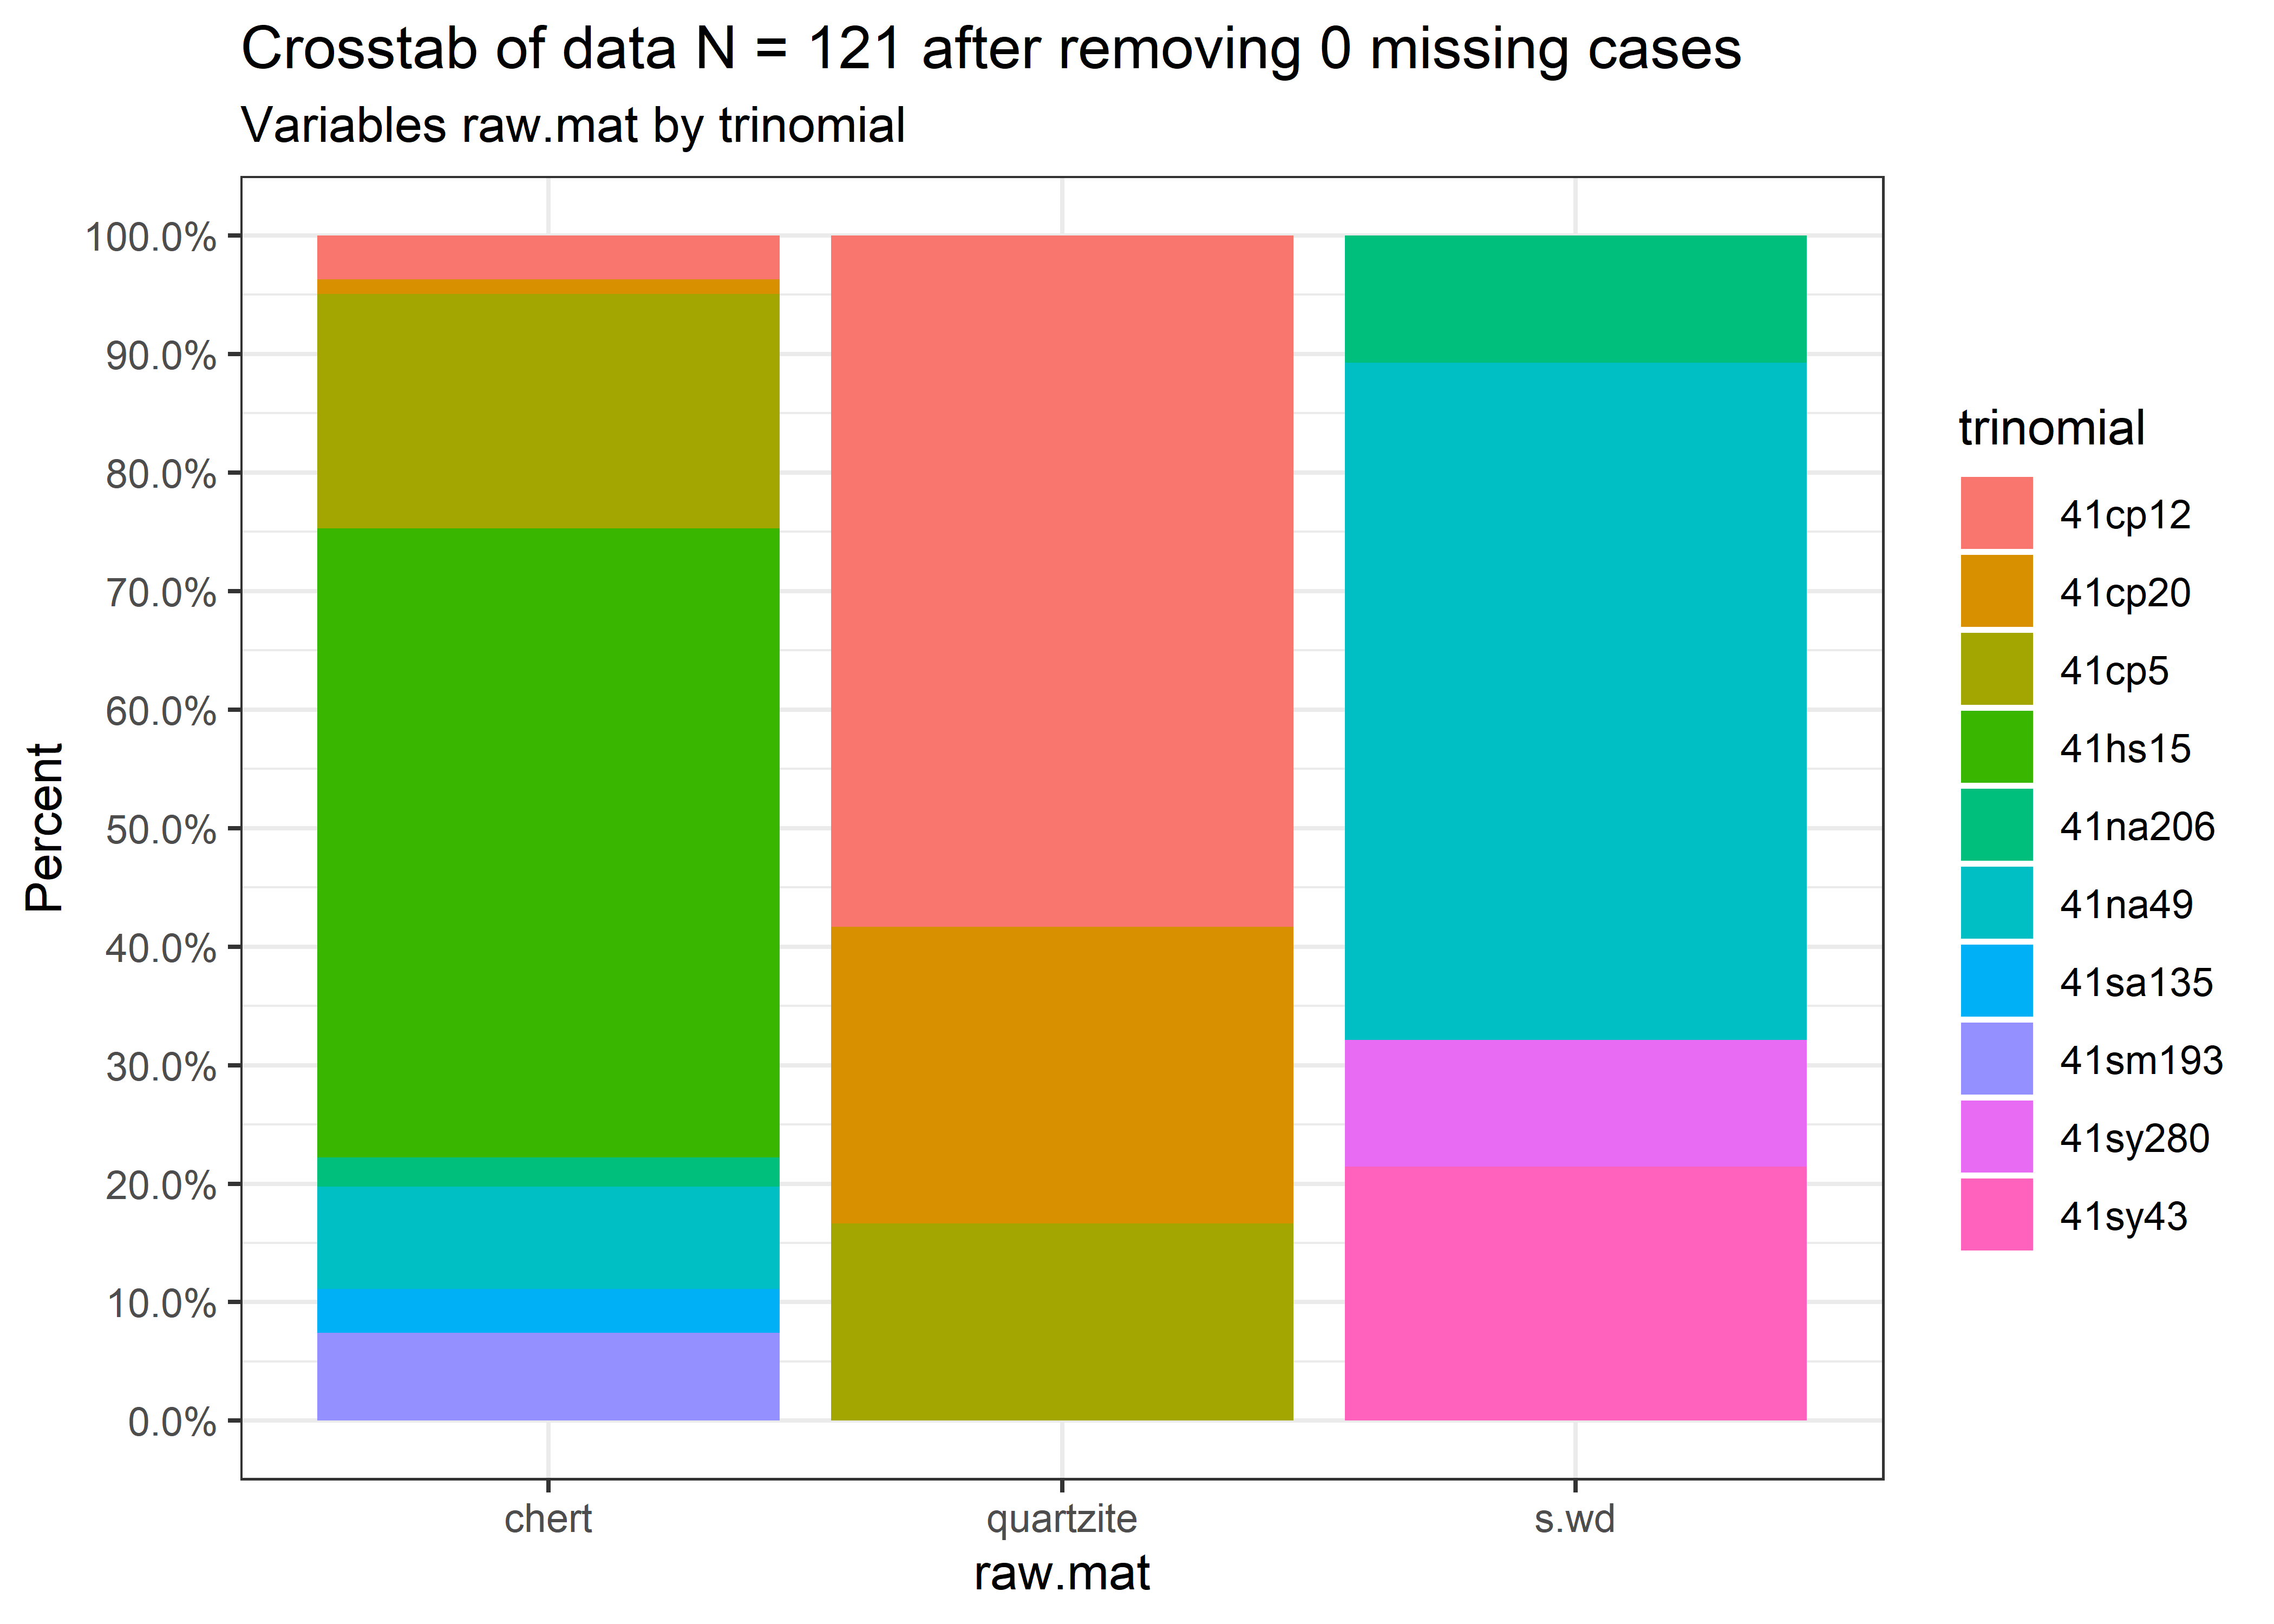 Crosstab of data N = 121 after removing 0 missing cases
Variables raw.mat by trinomial
100.0%
90.0%
80.0%
70.0%
60.0%
50.0%
40.0%
30.0%
20.0%
10.0%
0.0%
Percent
chert
quartzite
s.wd
raw.mat
trinomial
41cp12
41cp20
41cp5
41hs15
41na206
41na49
41sa135
41sm193
41sy280
41sy43